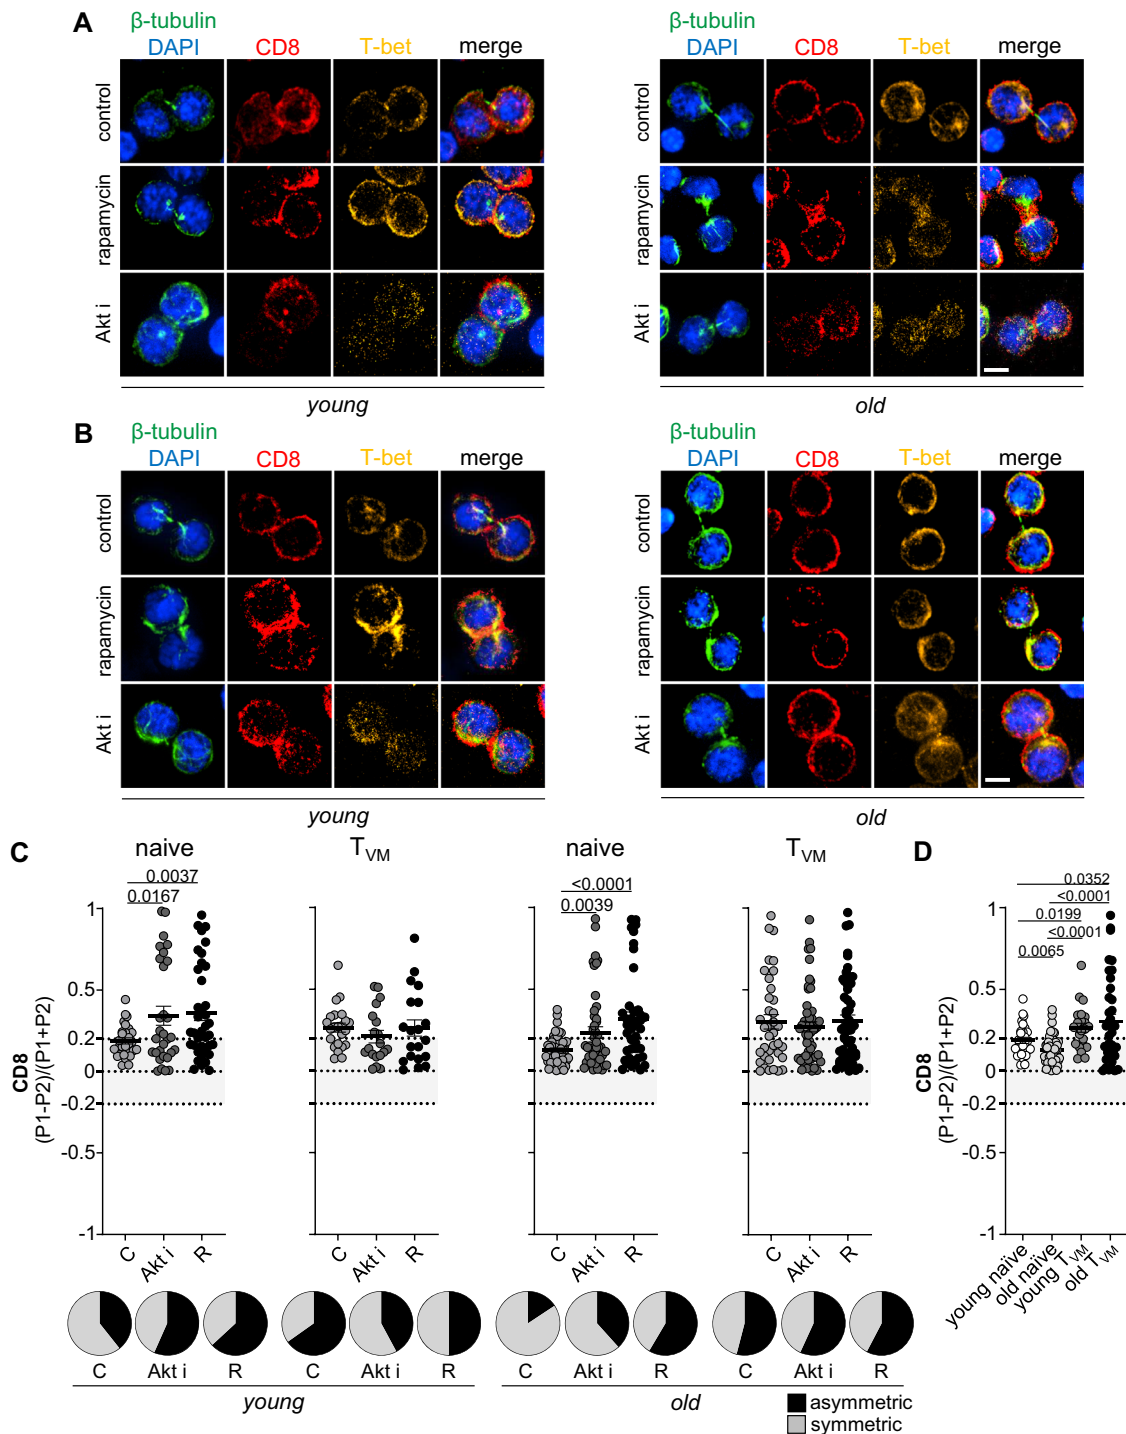 A
β-tubulin
DAPI CD8 T-bet merge
β-tubulin
DAPI CD8 T-bet merge
control
rapamycin
Akt i
young
control
rapamycin
Akt i
old
B
β-tubulin
DAPI CD8 T-bet merge
β-tubulin
DAPI CD8 T-bet merge
control
rapamycin
Akt i
young
control
rapamycin
Akt i
old
C
naive
TVM
naive
TVM
0.0037
0.0167
<0.0001
0.0039
CD8
(P1-P2)/(P1+P2)
1
0.5
0.2
0
-0.2
-0.5
-1
C Akt i R
C Akt i R
C Akt i R
C Akt i R
C Akt i R C Akt i R C Akt i R C Akt i R
young
old
asymmetric
symmetric
D
0.0352
<0.0001
0.0199
<0.0001
0.0065
CD8
(P1-P2)/(P1+P2)
1
0.5
0.2
0
-0.2
-0.5
-1
young naïve
old naïve
young TVM
old TVM